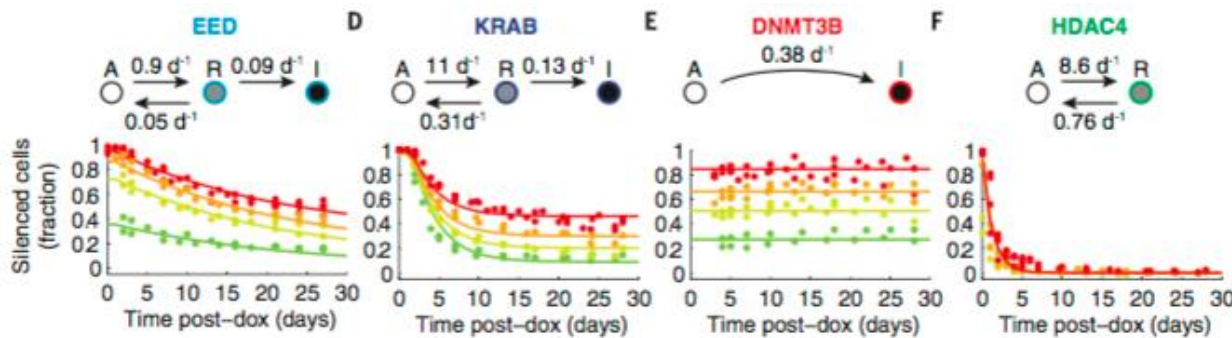 EED
D
KRAB
E
DNMT3B
F
HDAC4
A
0.9 d⁻¹
R
0.09 d⁻¹
I
0.05 d⁻¹
A
11 d⁻¹
R
0.13 d⁻¹
I
0.31 d⁻¹
A
0.38 d⁻¹
I
A
8.6 d⁻¹
R
0.76 d⁻¹
Silenced cells
(fraction)
1
0.8
0.6
0.4
0.2
0
0 5 10 15 20 25 30
Time post–dox (days)
1
0.8
0.6
0.4
0.2
0
0 5 10 15 20 25 30
Time post–dox (days)
1
0.8
0.6
0.4
0.2
0
0 5 10 15 20 25 30
Time post–dox (days)
1
0.8
0.6
0.4
0.2
0
0 5 10 15 20 25 30
Time post–dox (days)